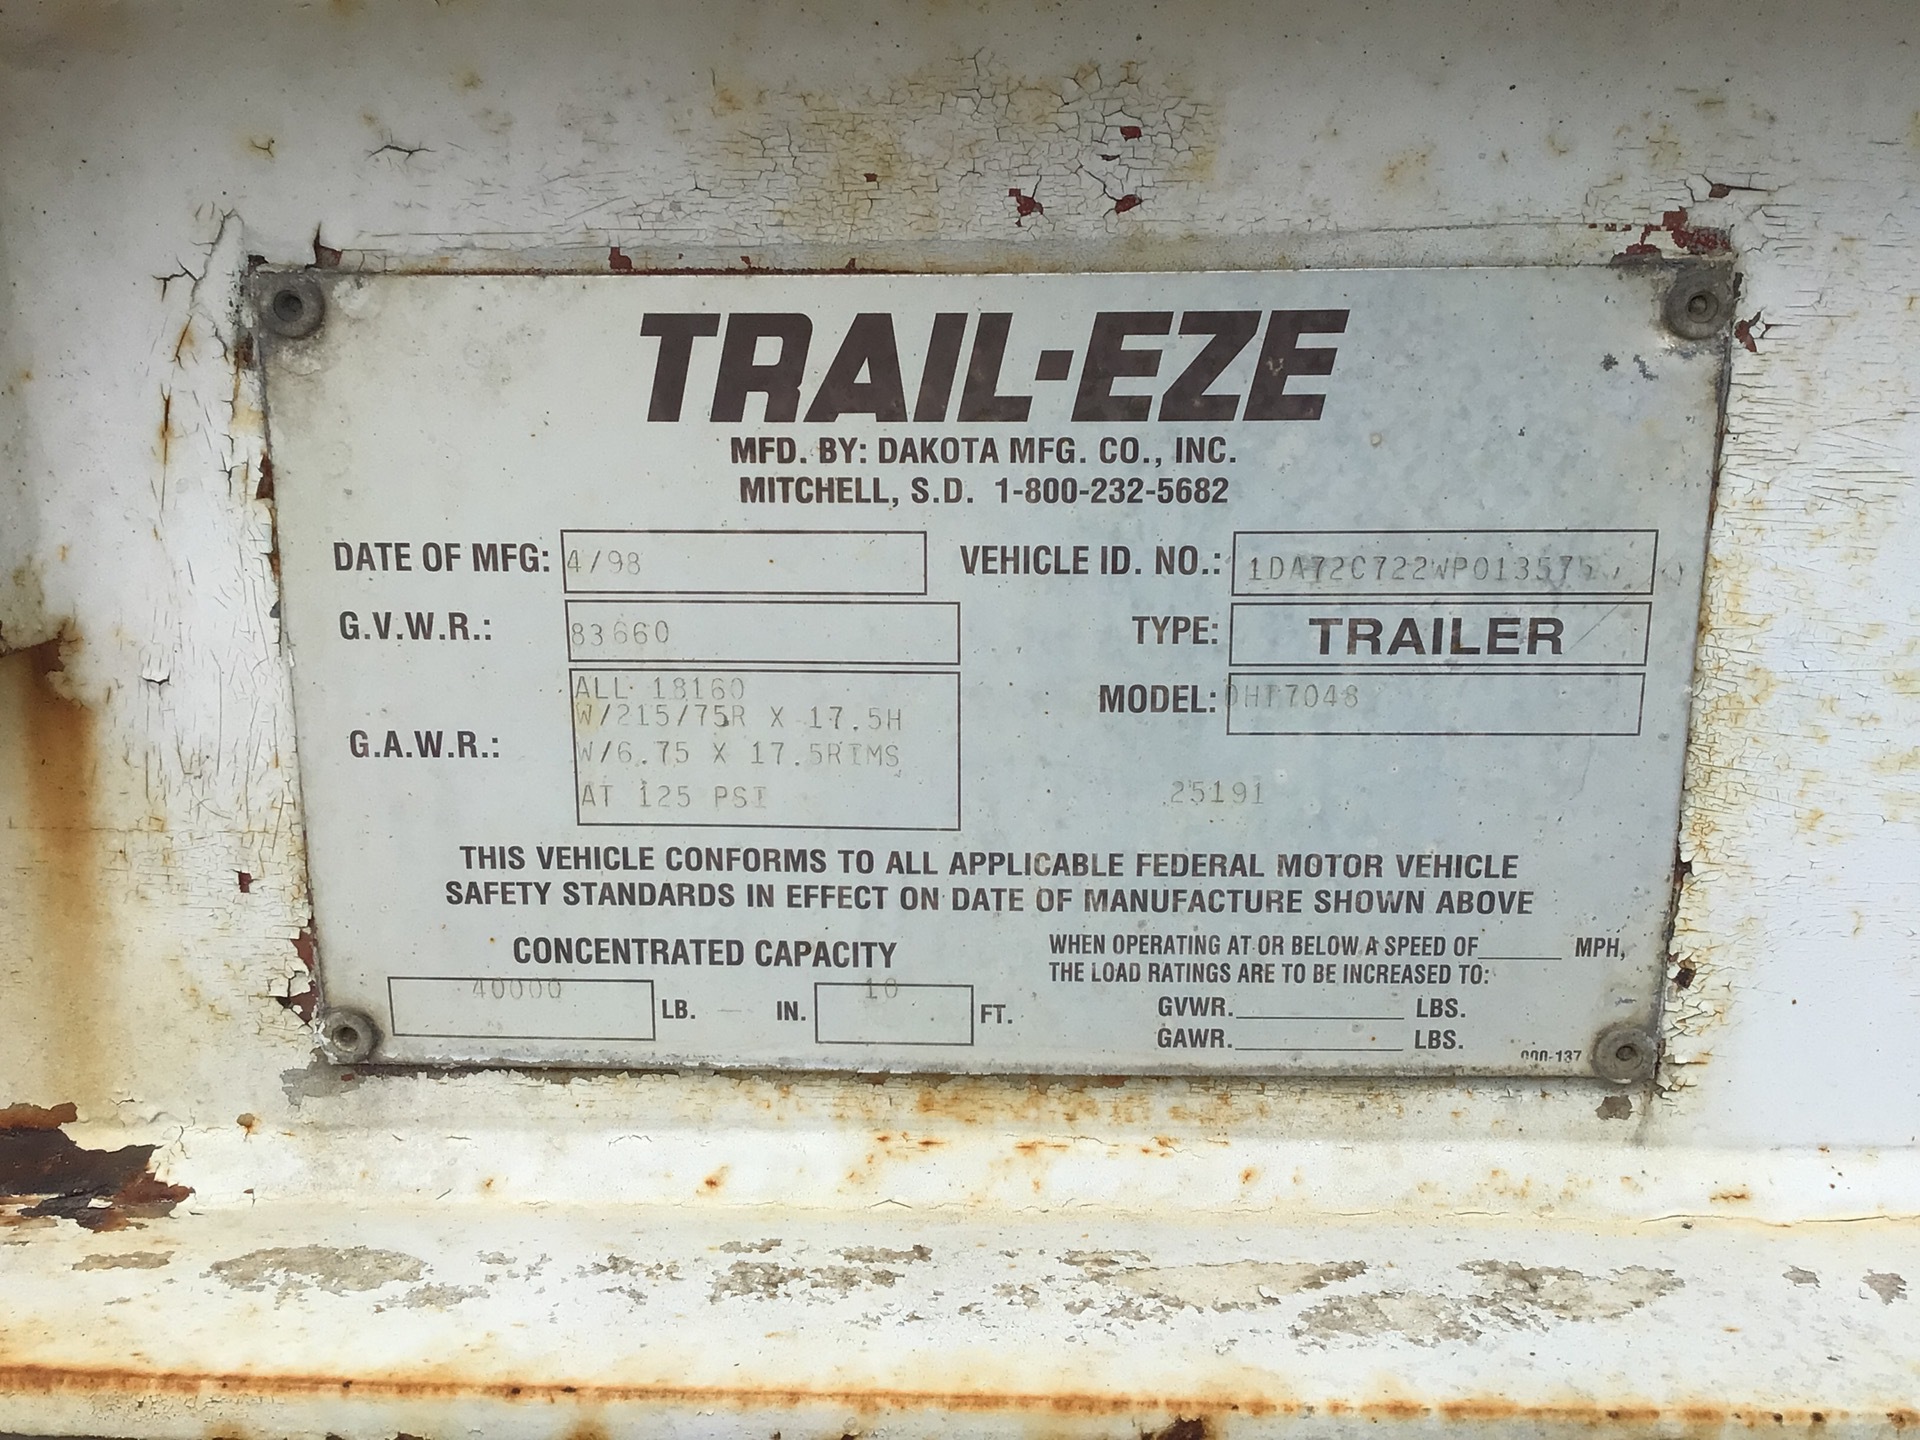 TRAIL-EZE
MFD. BY: DAKOTA MFG. CO., INC.
MITCHELL, S.D. 1-800-232-5682
DATE OF MFG: 4/98 VEHICLE ID. NO.:
G.V.W.R.: 83660 TYPE: TRAILER
G.A.W.R.: ALL 18160 MODEL:
W/215/75R X 17.5H
W/6.75 X 17.5RIMS
AT 125 PSI 25191
THIS VEHICLE CONFORMS TO ALL APPLICABLE FEDERAL MOTOR VEHICLE
SAFETY STANDARDS IN EFFECT ON DATE OF MANUFACTURE SHOWN ABOVE
CONCENTRATED CAPACITY
40000 LB. IN. 10 FT.
WHEN OPERATING AT OR BELOW A SPEED OF______ MPH,
THE LOAD RATINGS ARE TO BE INCREASED TO:
GVWR.____________ LBS.
GAWR.____________ LBS.